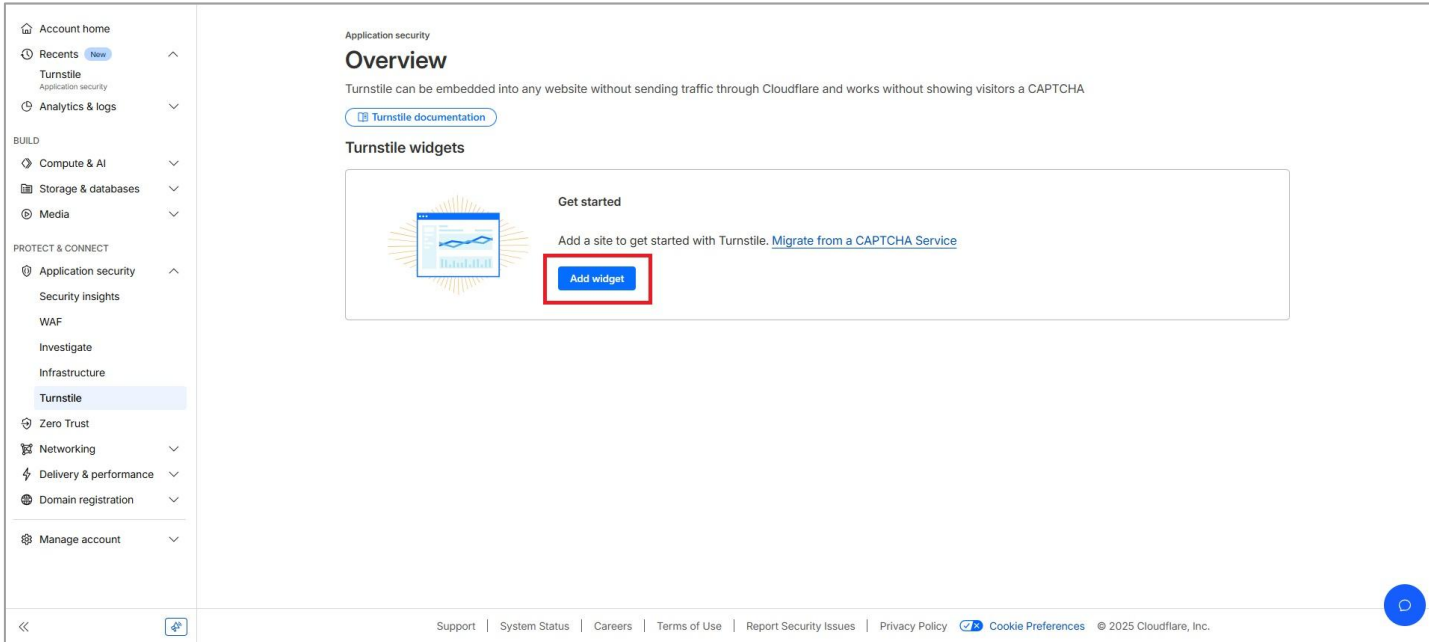 Account home
Recents New
Turnstile
Application security
Analytics & logs
BUILD
Compute & AI
Storage & databases
Media
PROTECT & CONNECT
Application security
Security insights
WAF
Investigate
Infrastructure
Turnstile
Zero Trust
Networking
Delivery & performance
Domain registration
Manage account
Application security
Overview
Turnstile can be embedded into any website without sending traffic through Cloudflare and works without showing visitors a CAPTCHA
Turnstile documentation
Turnstile widgets
Get started
Add a site to get started with Turnstile. Migrate from a CAPTCHA Service
Add widget
Support | System Status | Careers | Terms of Use | Report Security Issues | Privacy Policy Cookie Preferences © 2025 Cloudflare, Inc.